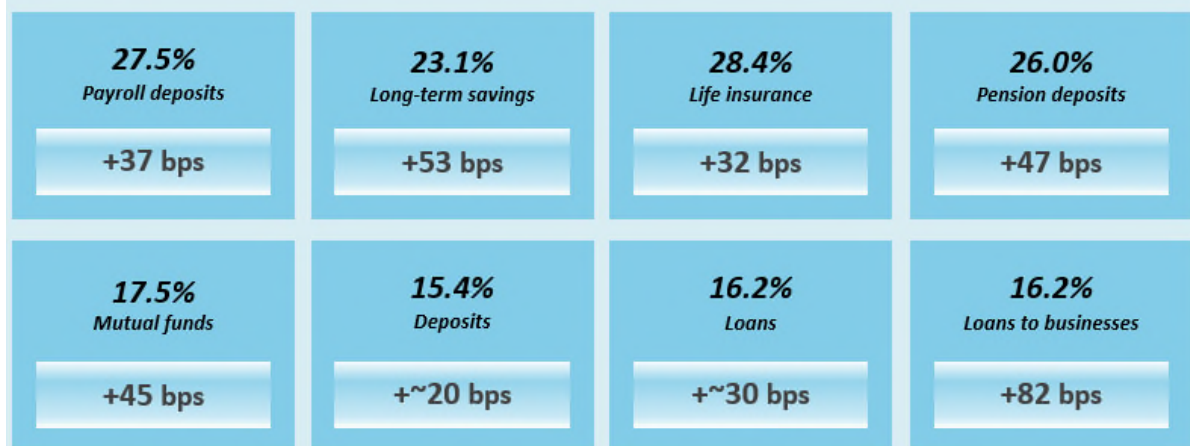 27.5%
Payroll deposits
+37 bps
23.1%
Long-term savings
+53 bps
28.4%
Life insurance
+32 bps
26.0%
Pension deposits
+47 bps
17.5%
Mutual funds
+45 bps
15.4%
Deposits
+~20 bps
16.2%
Loans
+~30 bps
16.2%
Loans to businesses
+82 bps